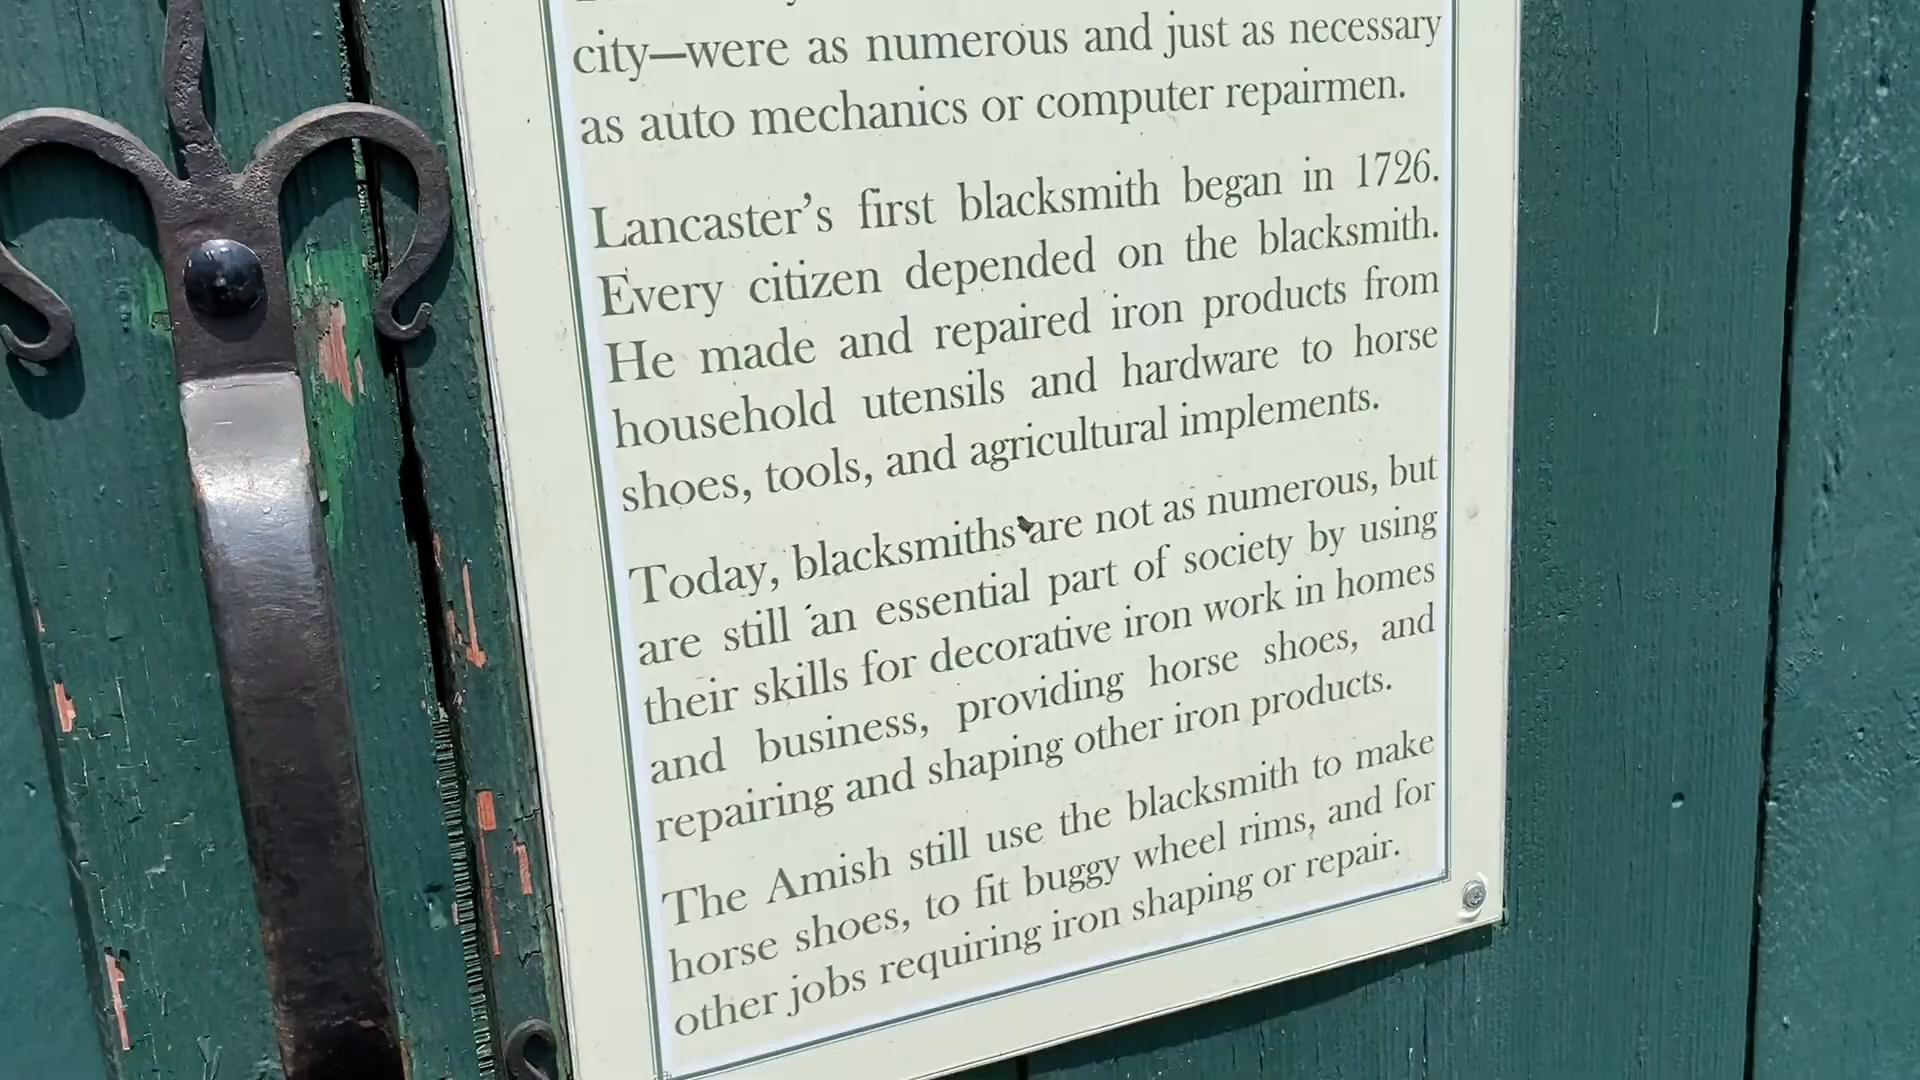 city—were as numerous and just as necessary
as auto mechanics or computer repairmen.
Lancaster's first blacksmith began in 1726.
Every citizen depended on the blacksmith.
He made and repaired iron products from
household utensils and hardware to horse
shoes, tools, and agricultural implements.
Today, blacksmiths are not as numerous, but
are still an essential part of society by using
their skills for decorative iron work in homes
and business, providing horse shoes, and
repairing and shaping other iron products.
The Amish still use the blacksmith to make
horse shoes, to fit buggy wheel rims, and for
other jobs requiring iron shaping or repair.